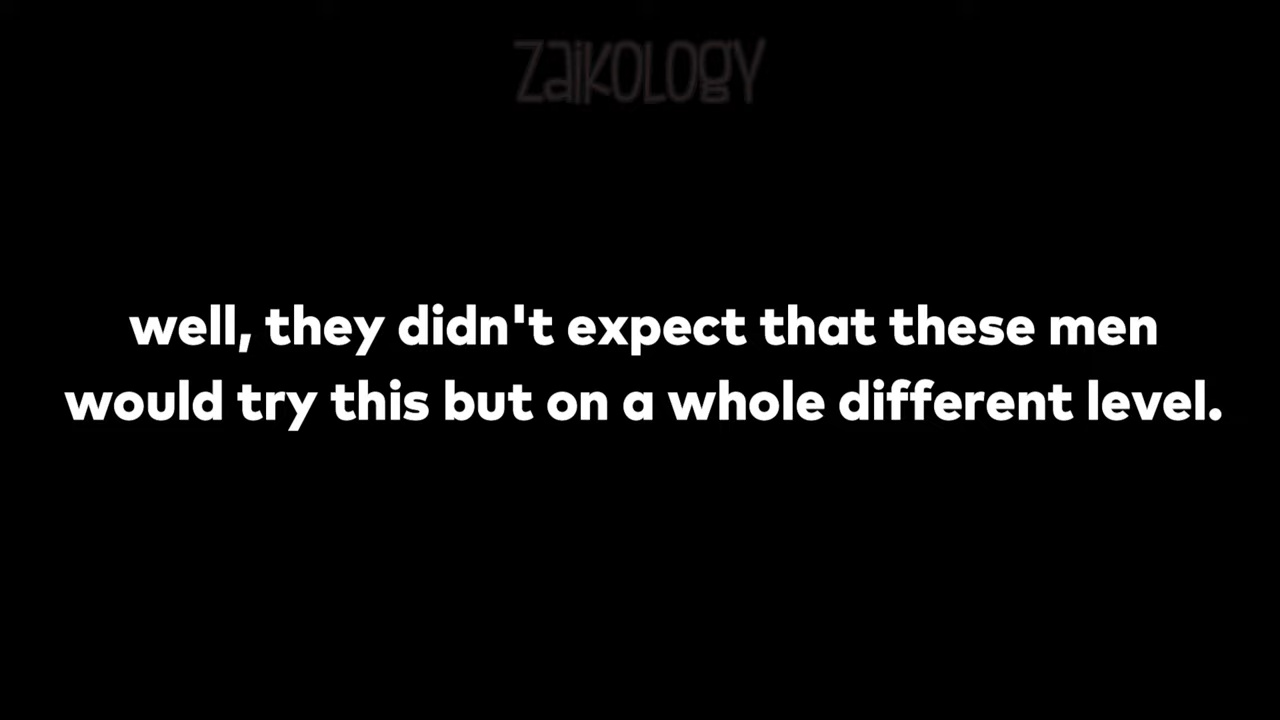 ZaiKOLOgY
well, they didn't expect that these men
would try this but on a whole different level.